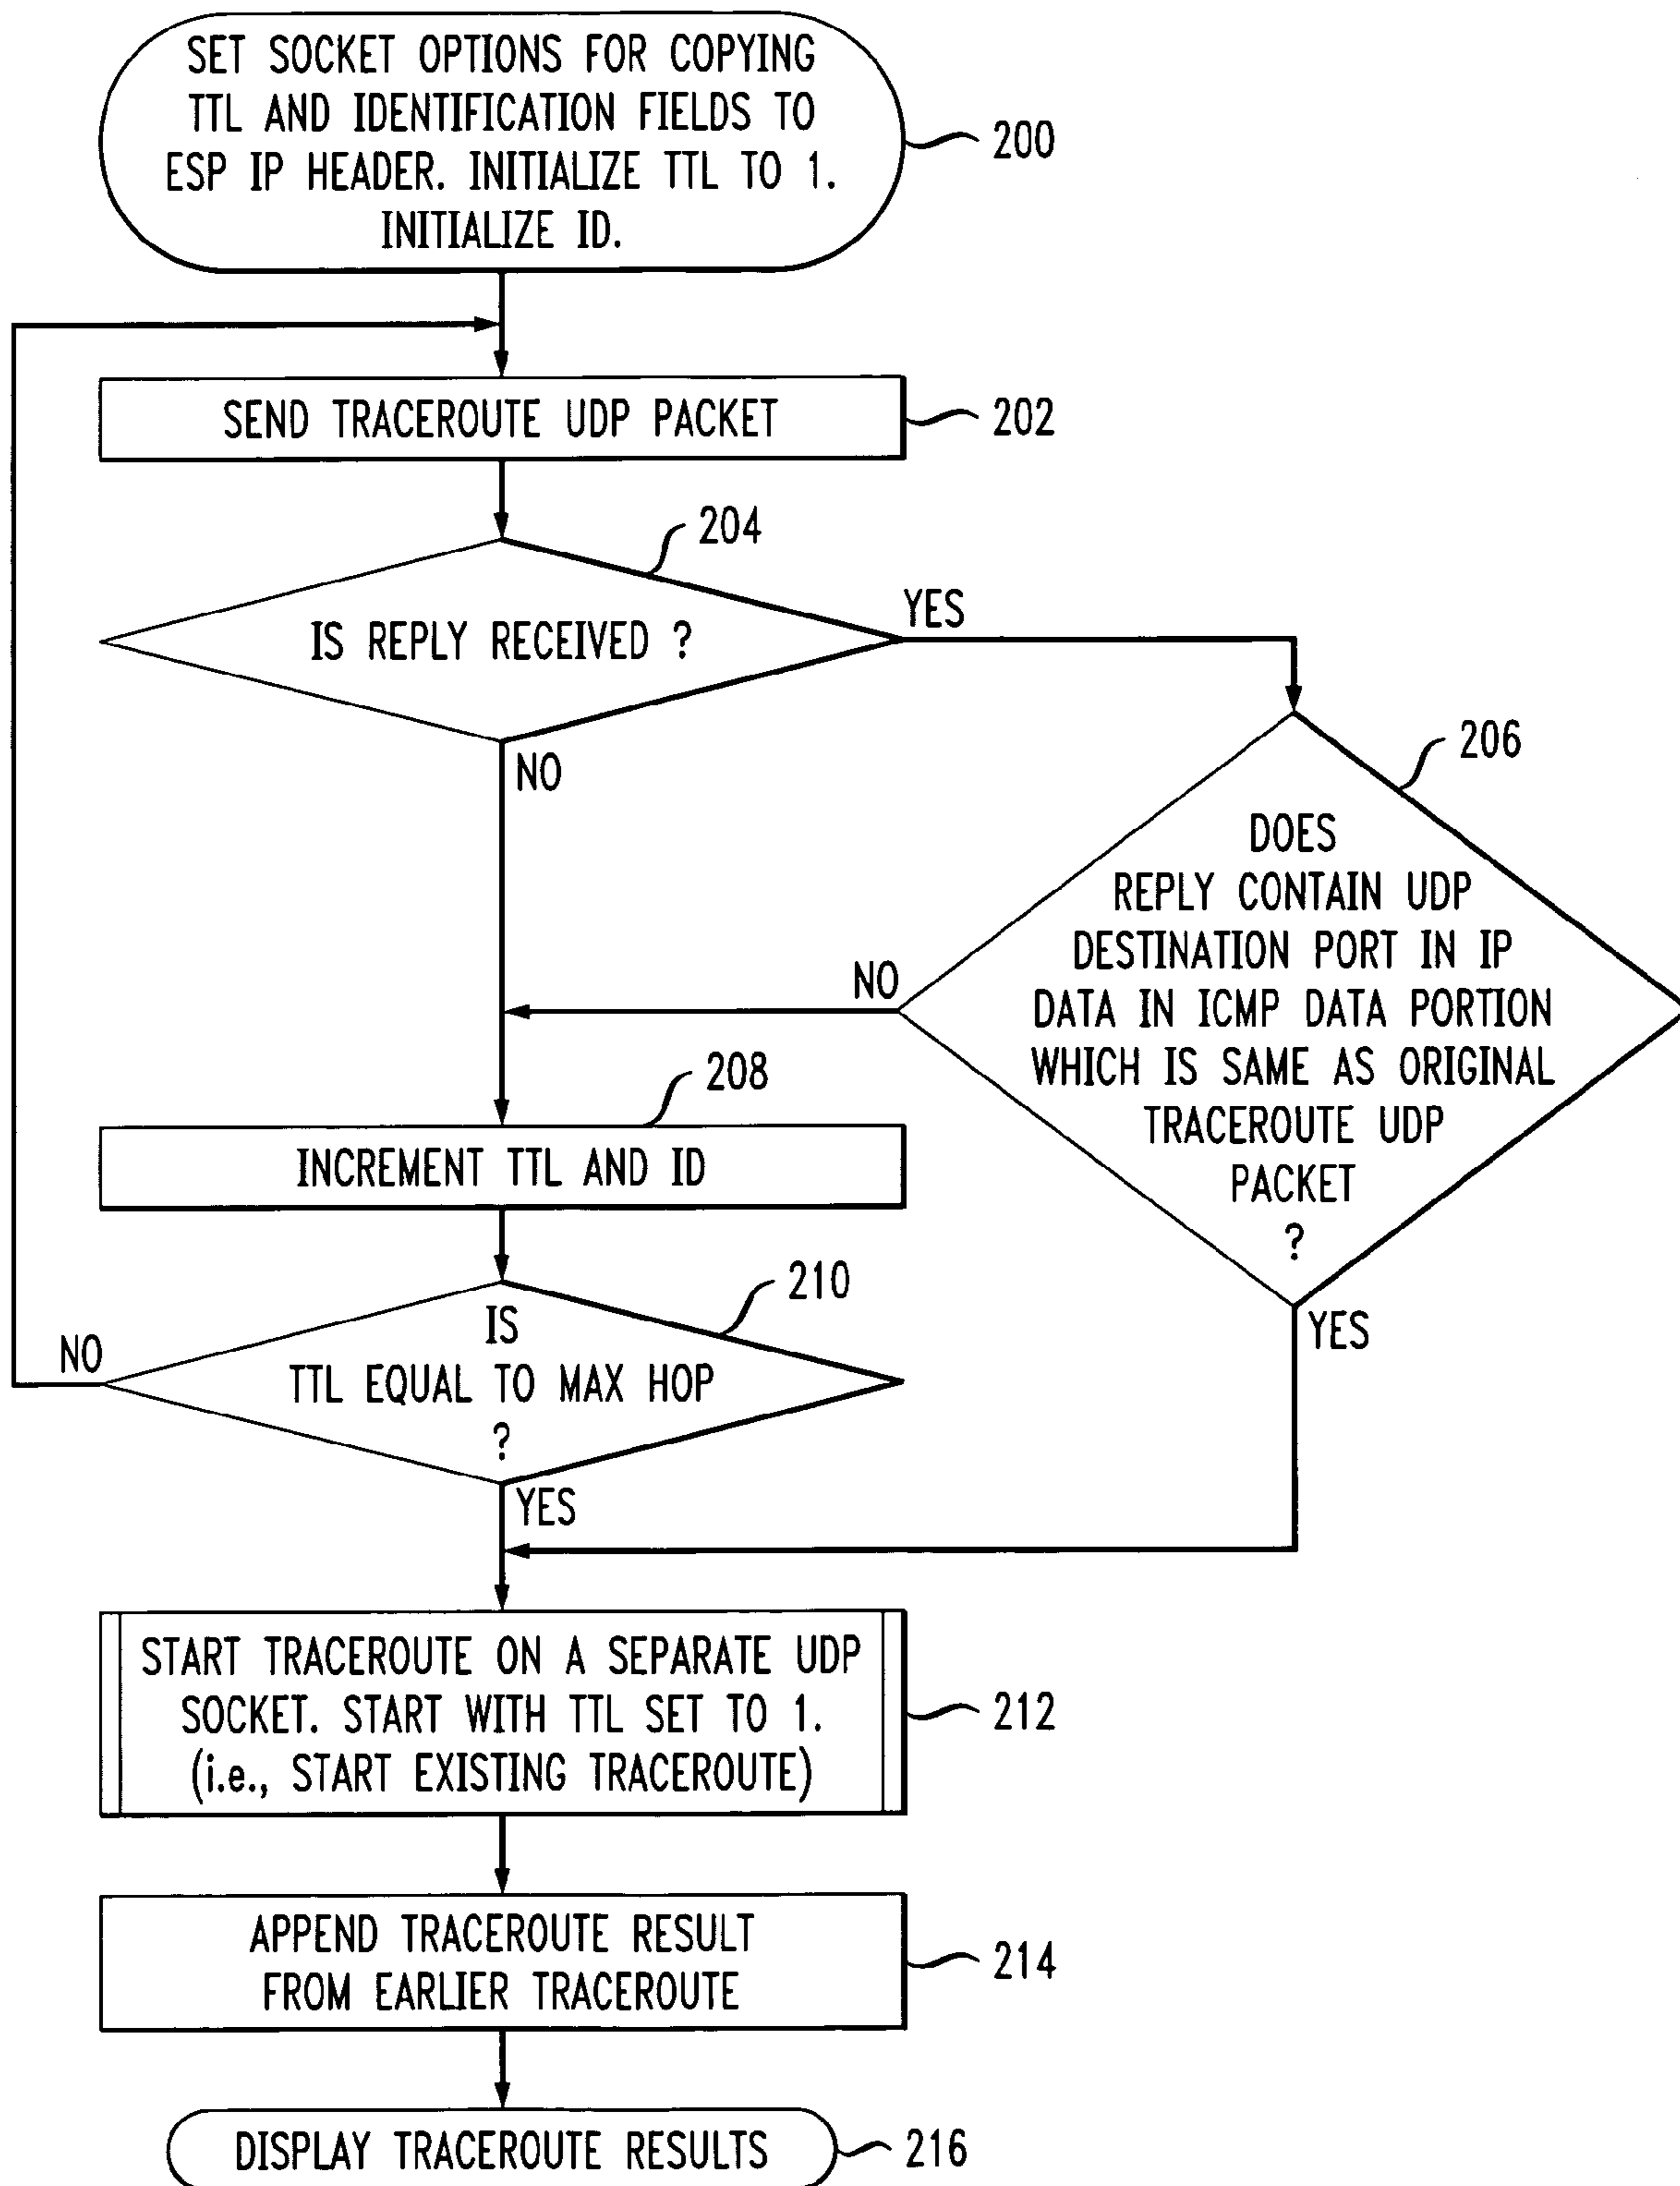 SET SOCKET OPTIONS FOR COPYING
TTL AND IDENTIFICATION FIELDS TO
ESP IP HEADER. INITIALIZE TTL TO 1.
INITIALIZE ID.
200
SEND TRACEROUTE UDP PACKET
202
204
IS REPLY RECEIVED ?
YES
NO
206
DOES
REPLY CONTAIN UDP
DESTINATION PORT IN IP
DATA IN ICMP DATA PORTION
WHICH IS SAME AS ORIGINAL
TRACEROUTE UDP
PACKET
?
NO
YES
208
INCREMENT TTL AND ID
210
IS
TTL EQUAL TO MAX HOP
?
NO
YES
START TRACEROUTE ON A SEPARATE UDP
SOCKET. START WITH TTL SET TO 1.
(i.e., START EXISTING TRACEROUTE)
212
APPEND TRACEROUTE RESULT
FROM EARLIER TRACEROUTE
214
DISPLAY TRACEROUTE RESULTS
216